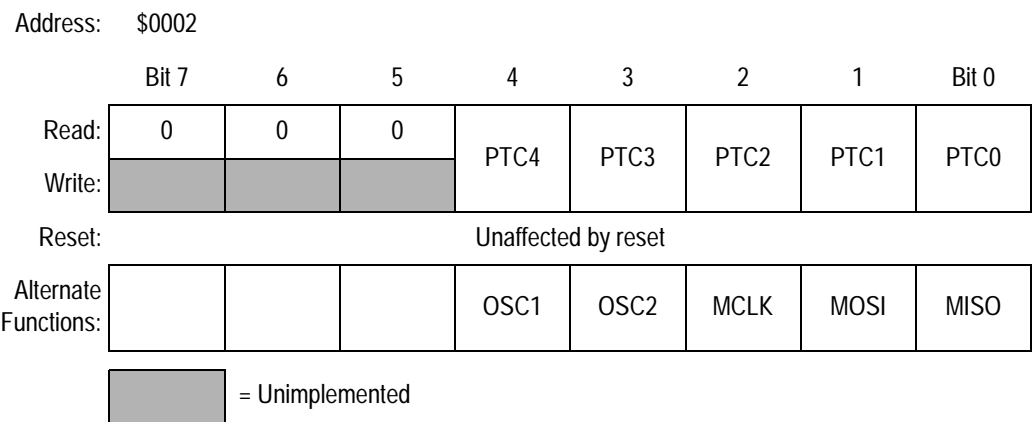 Address: $0002
Bit 7 6 5 4 3 2 1 Bit 0
Read: 0 0 0 PTC4 PTC3 PTC2 PTC1 PTC0
Write:
Reset: Unaffected by reset
Alternate
Functions: OSC1 OSC2 MCLK MOSI MISO
= Unimplemented